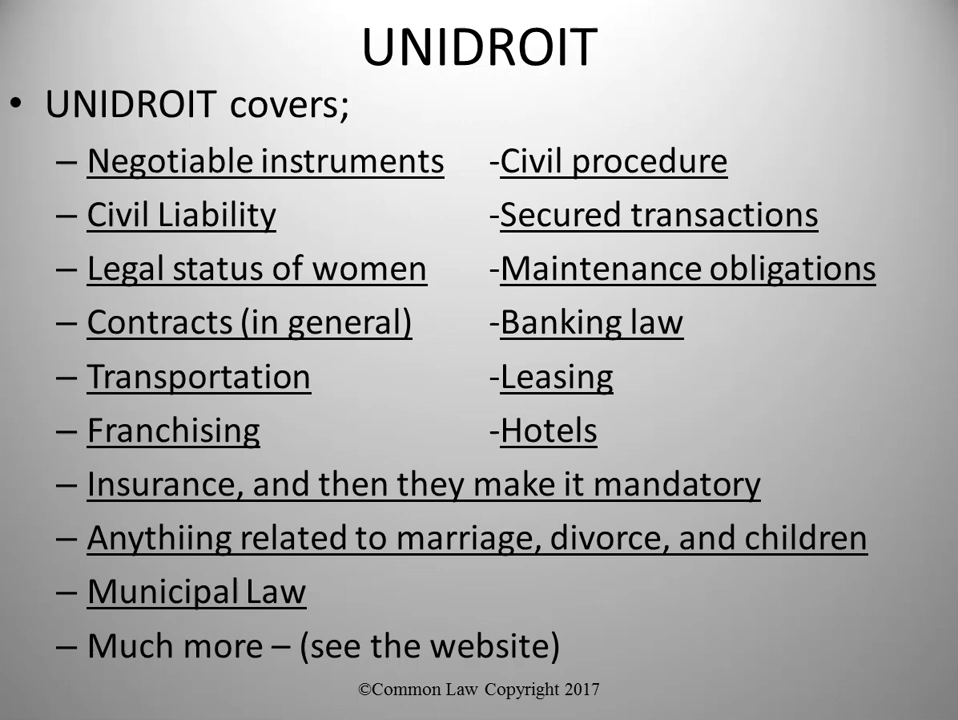 UNIDROIT
• UNIDROIT covers;
– Negotiable instruments -Civil procedure
– Civil Liability -Secured transactions
– Legal status of women -Maintenance obligations
– Contracts (in general) -Banking law
– Transportation -Leasing
– Franchising -Hotels
– Insurance, and then they make it mandatory
– Anythiing related to marriage, divorce, and children
– Municipal Law
– Much more – (see the website)
©Common Law Copyright 2017